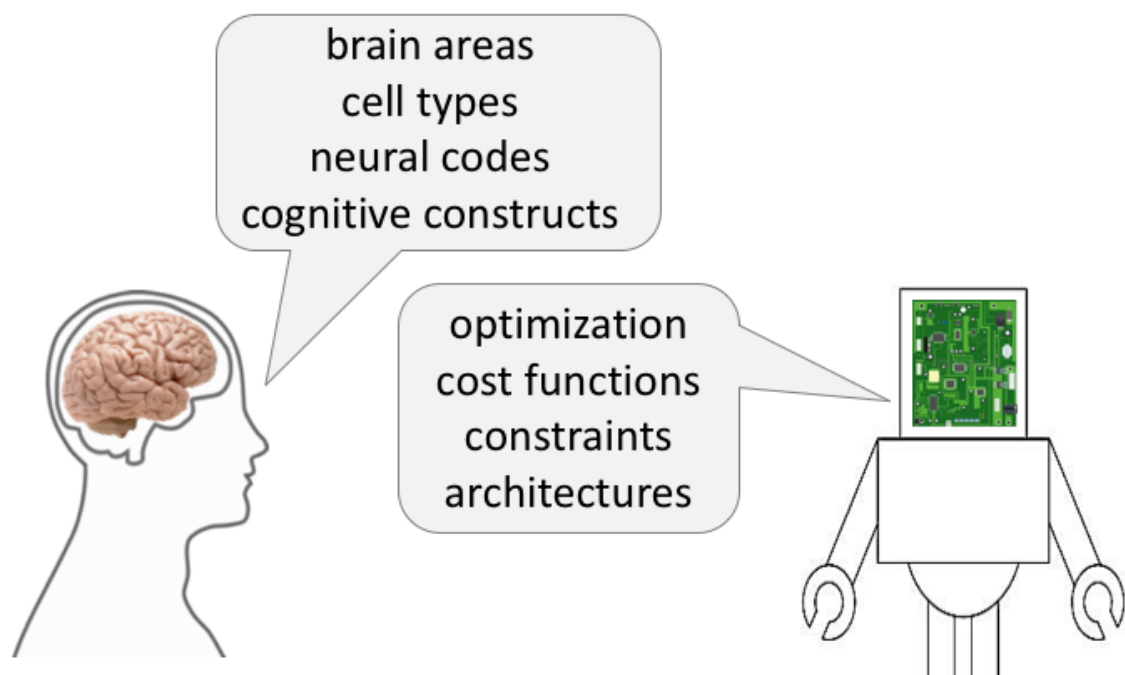 brain areas
cell types
neural codes
cognitive constructs
optimization
cost functions
constraints
architectures